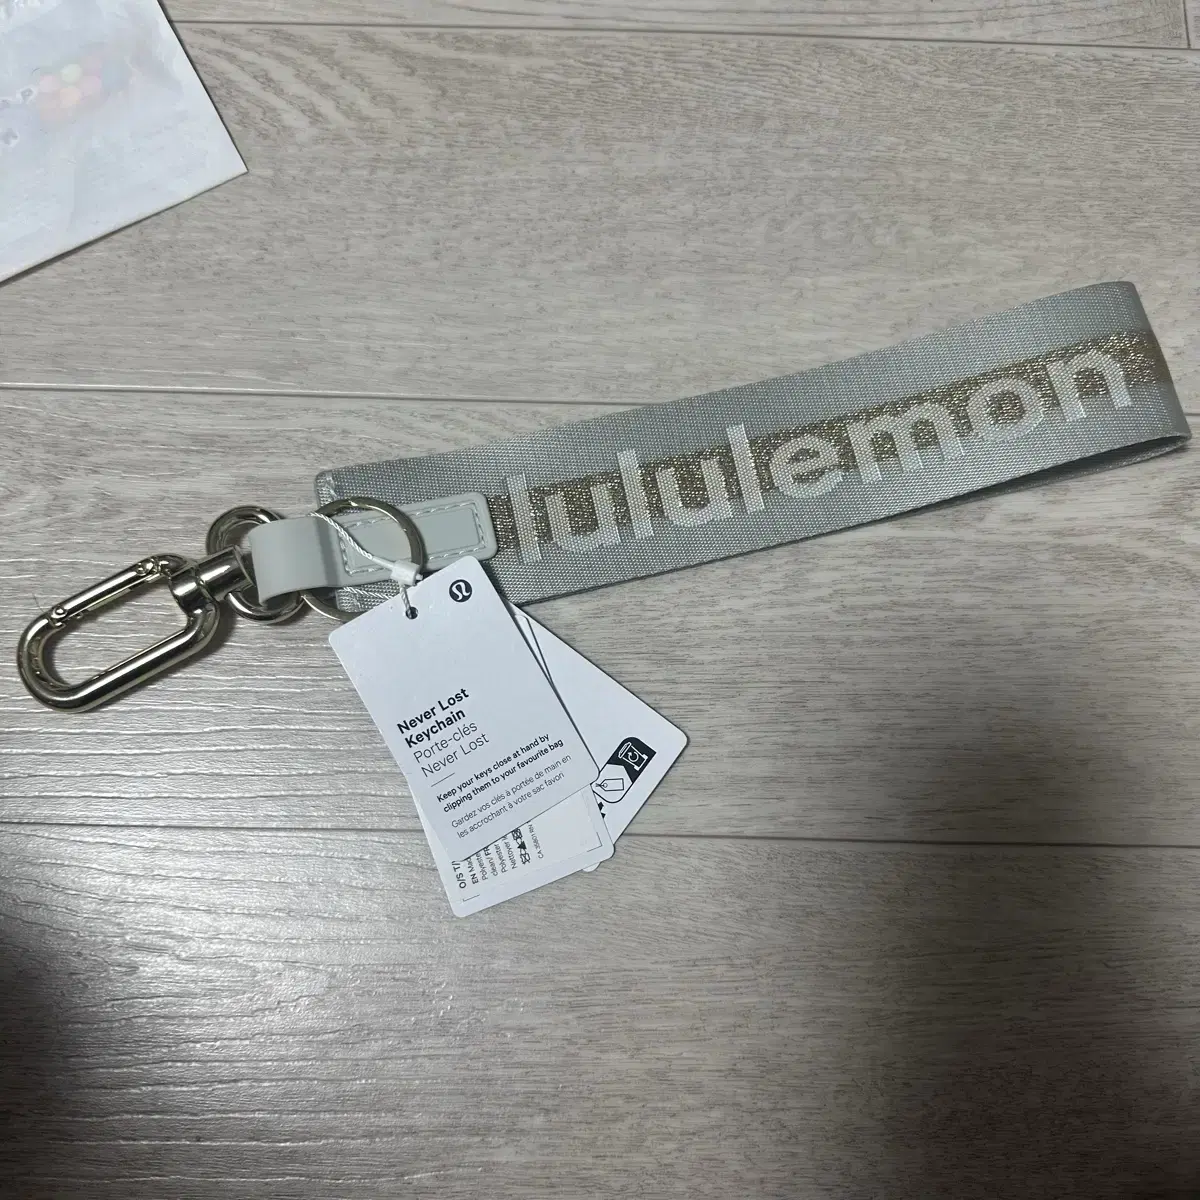 lululemon
Never Lost
Keychain
Porte-clés
Never Lost
Keep your keys close at hand by
clipping them to your favourite bag
Gardez vos clés à portée de main en
les accrochant à votre sac favori
O/S T/